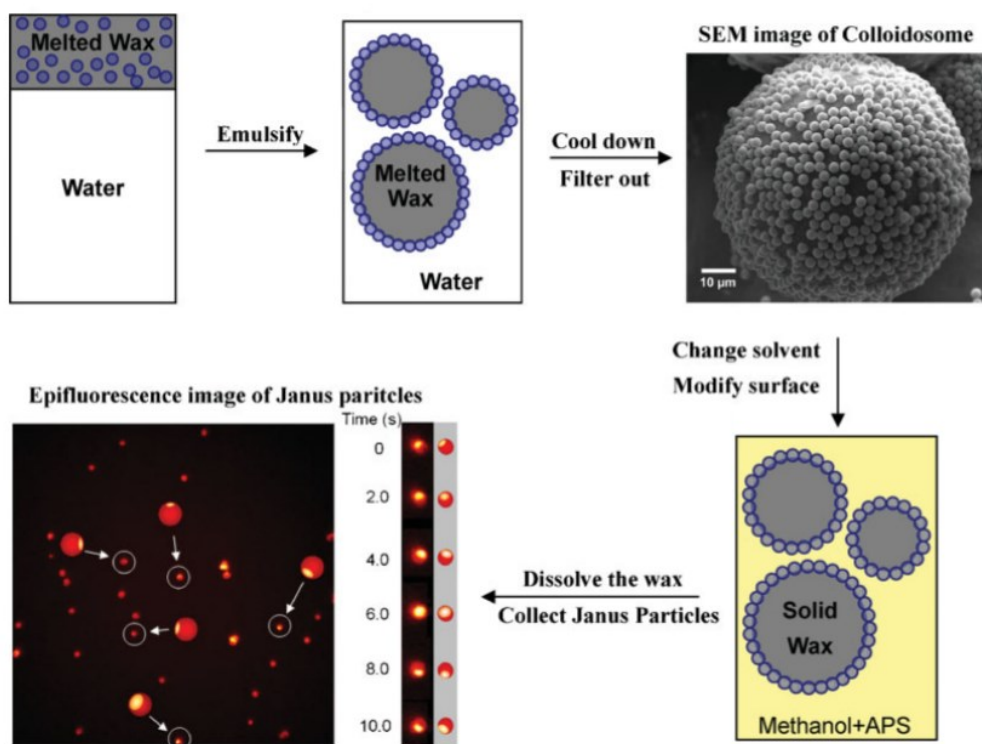 Melted Wax
Water
Emulsify
Melted
Wax
Water
Cool down
Filter out
SEM image of Colloidosome
10 µm
Change solvent
Modify surface
Solid
Wax
Methanol+APS
Dissolve the wax
Collect Janus Particles
Epifluorescence image of Janus paritcles
Time (s)
0
2.0
4.0
6.0
8.0
10.0